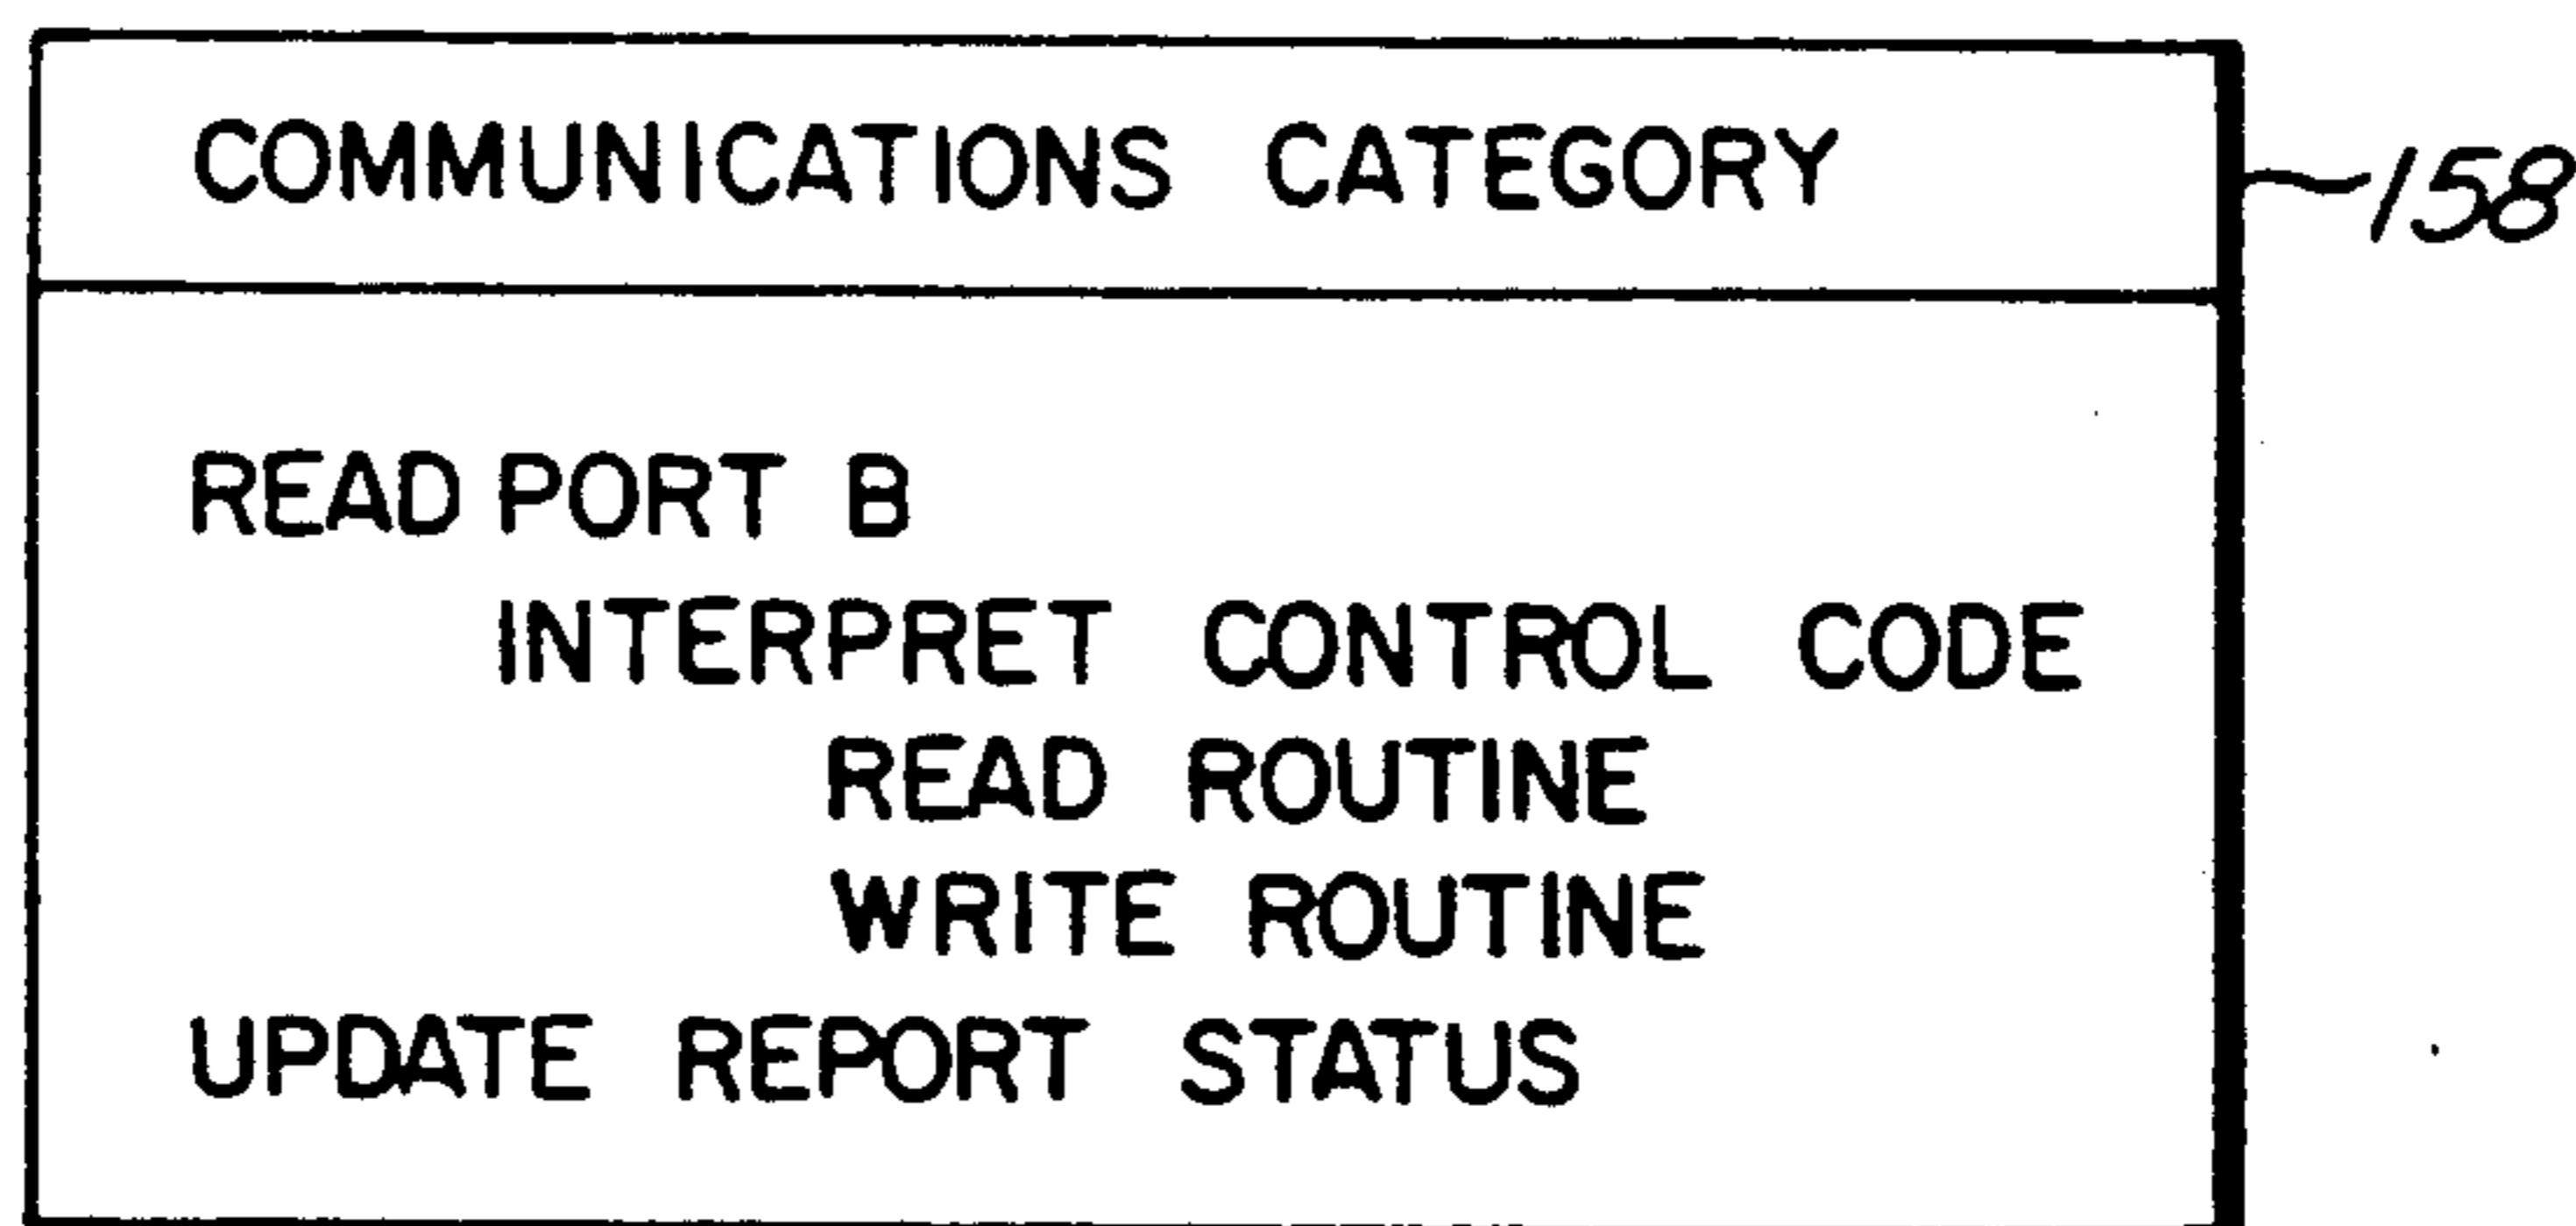 COMMUNICATIONS CATEGORY
158
READ PORT B
INTERPRET CONTROL CODE
READ ROUTINE
WRITE ROUTINE
UPDATE REPORT STATUS